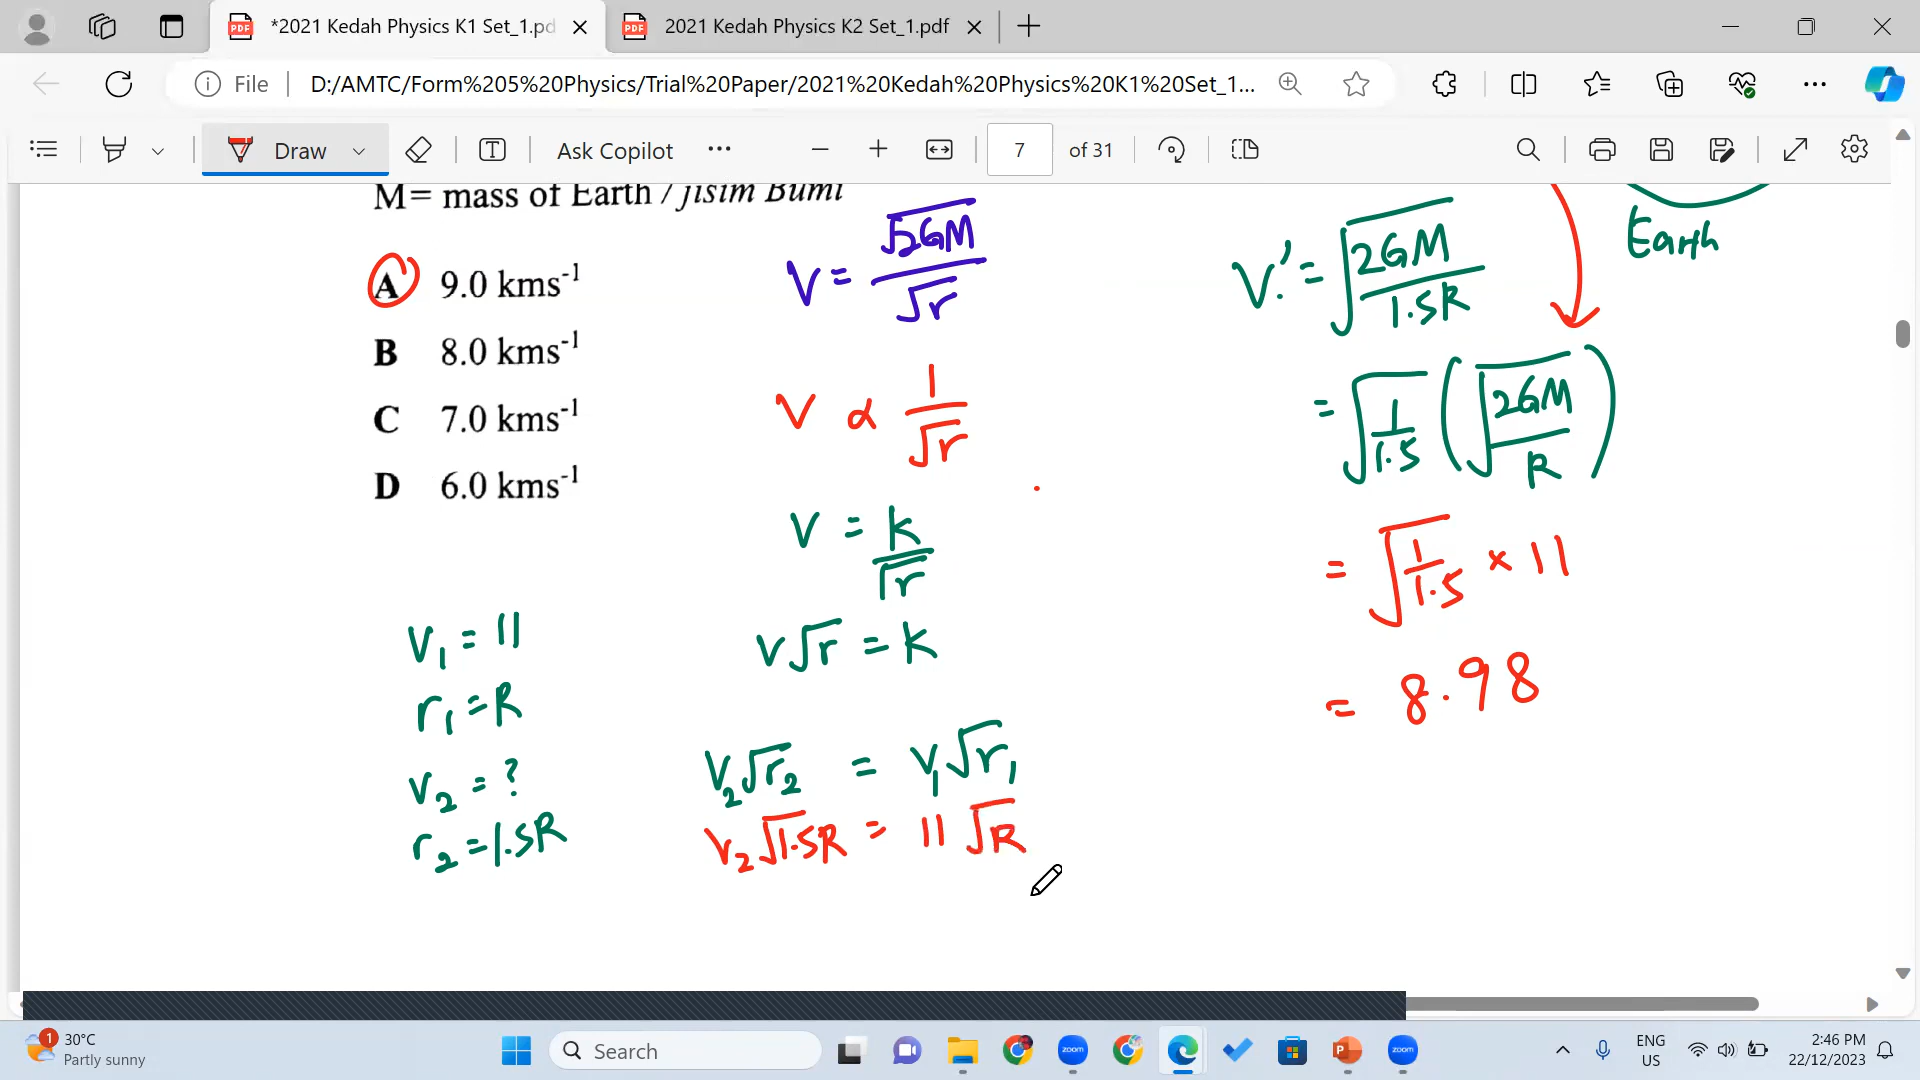 *2021 Kedah Physics K1 Set_1.pd
2021 Kedah Physics K2 Set_1.pdf
File
D:/AMTC/Form%205%20Physics/Trial%20Paper/2021%20Kedah%20Physics%20K1%20Set_1...
Draw
T
Ask Copilot
7 of 31
M= mass of Earth / jisim Bumi
A 9.0 kms⁻¹
B 8.0 kms⁻¹
C 7.0 kms⁻¹
D 6.0 kms⁻¹
V₁ = 11
r₁ = R
V₂ = ?
r₂ = 1.5R
V = √2GM / √r
V ∝ 1 / √r
V = k / √r
V√r = k
V₂√r₂ = V₁√r₁
V₂√1.5R = 11 √R
Earth
V' = √(2GM / 1.5R)
= √(1 / 1.5) (√(2GM / R))
= √(1 / 1.5) × 11
= 8.98
1
30°C
Partly sunny
Search
zoom
P
zoom
ENG
US
2:46 PM
22/12/2023